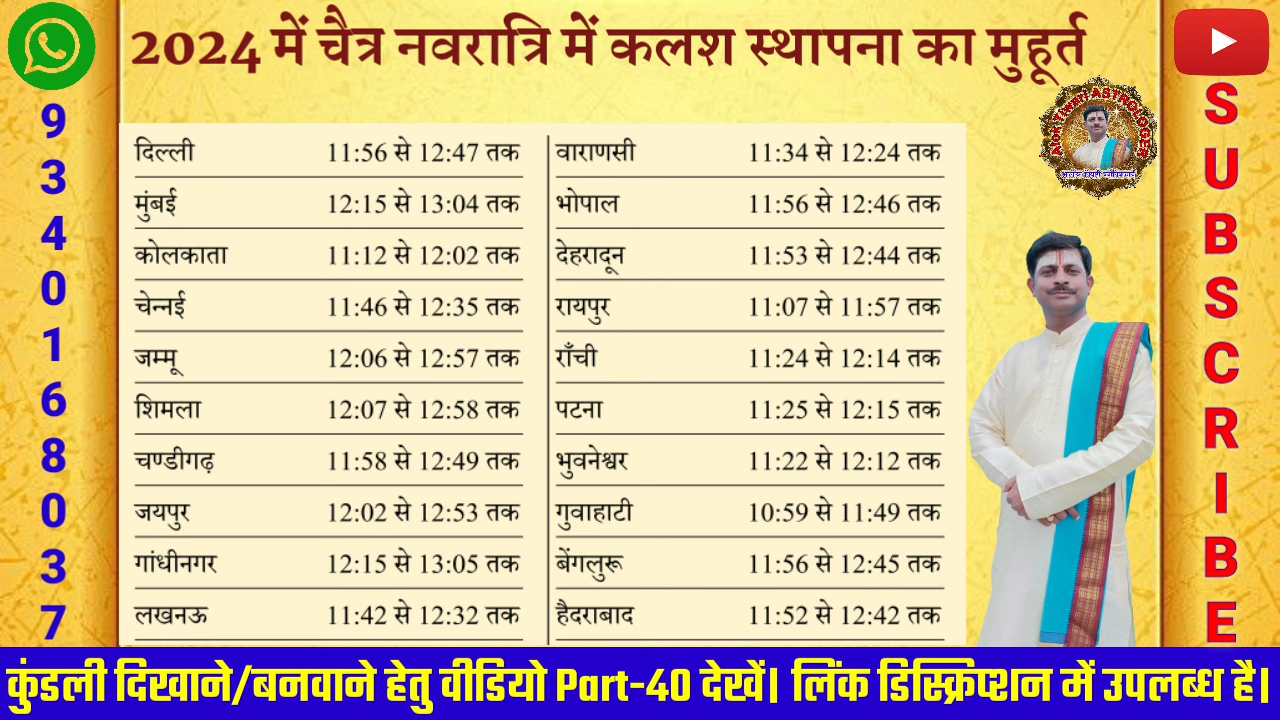 2024 में चैत्र नवरात्रि में कलश स्थापना का मुहूर्त
9340168037
दिल्ली 11:56 से 12:47 तक
मुंबई 12:15 से 13:04 तक
कोलकाता 11:12 से 12:02 तक
चेन्नई 11:46 से 12:35 तक
जम्मू 12:06 से 12:57 तक
शिमला 12:07 से 12:58 तक
चण्डीगढ़ 11:58 से 12:49 तक
जयपुर 12:02 से 12:53 तक
गांधीनगर 12:15 से 13:05 तक
लखनऊ 11:42 से 12:32 तक
वाराणसी 11:34 से 12:24 तक
भोपाल 11:56 से 12:46 तक
देहरादून 11:53 से 12:44 तक
रायपुर 11:07 से 11:57 तक
राँची 11:24 से 12:14 तक
पटना 11:25 से 12:15 तक
भुवनेश्वर 11:22 से 12:12 तक
गुवाहाटी 10:59 से 11:49 तक
बेंगलुरू 11:56 से 12:45 तक
हैदराबाद 11:52 से 12:42 तक
ASTROLOGER
SUBSCRIBE
कुंडली दिखाने/बनवाने हेतु वीडियो Part-40 देखें। लिंक डिस्क्रिप्शन में उपलब्ध है।